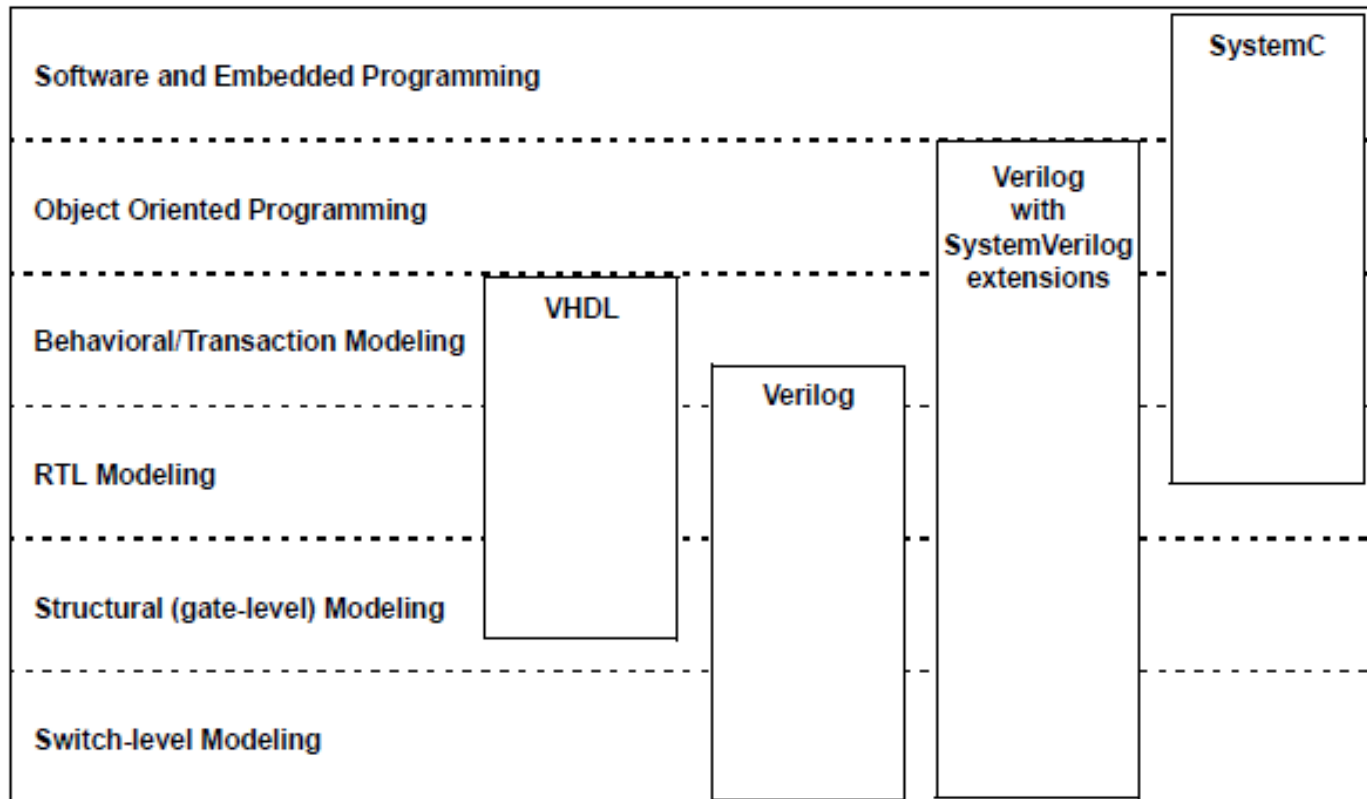 SystemC
Software and Embedded Programming
Verilog
with
SystemVerilog
extensions
Object Oriented Programming
VHDL
Behavioral/Transaction Modeling
Verilog
RTL Modeling
Structural (gate-level) Modeling
Switch-level Modeling